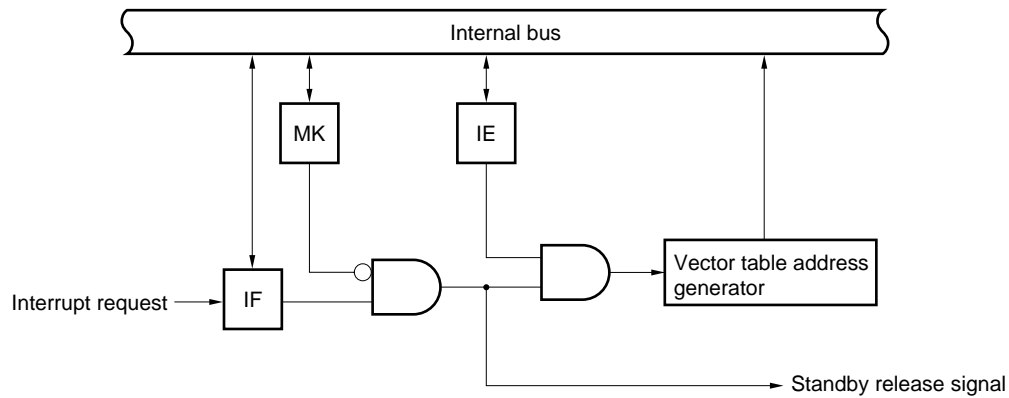 Internal bus
MK
IE
Interrupt request
IF
Vector table address
generator
Standby release signal